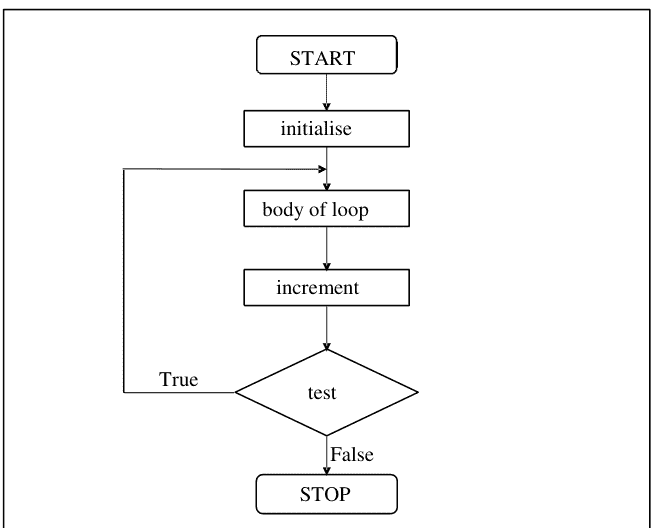 START
initialise
body of loop
increment
True
test
False
STOP